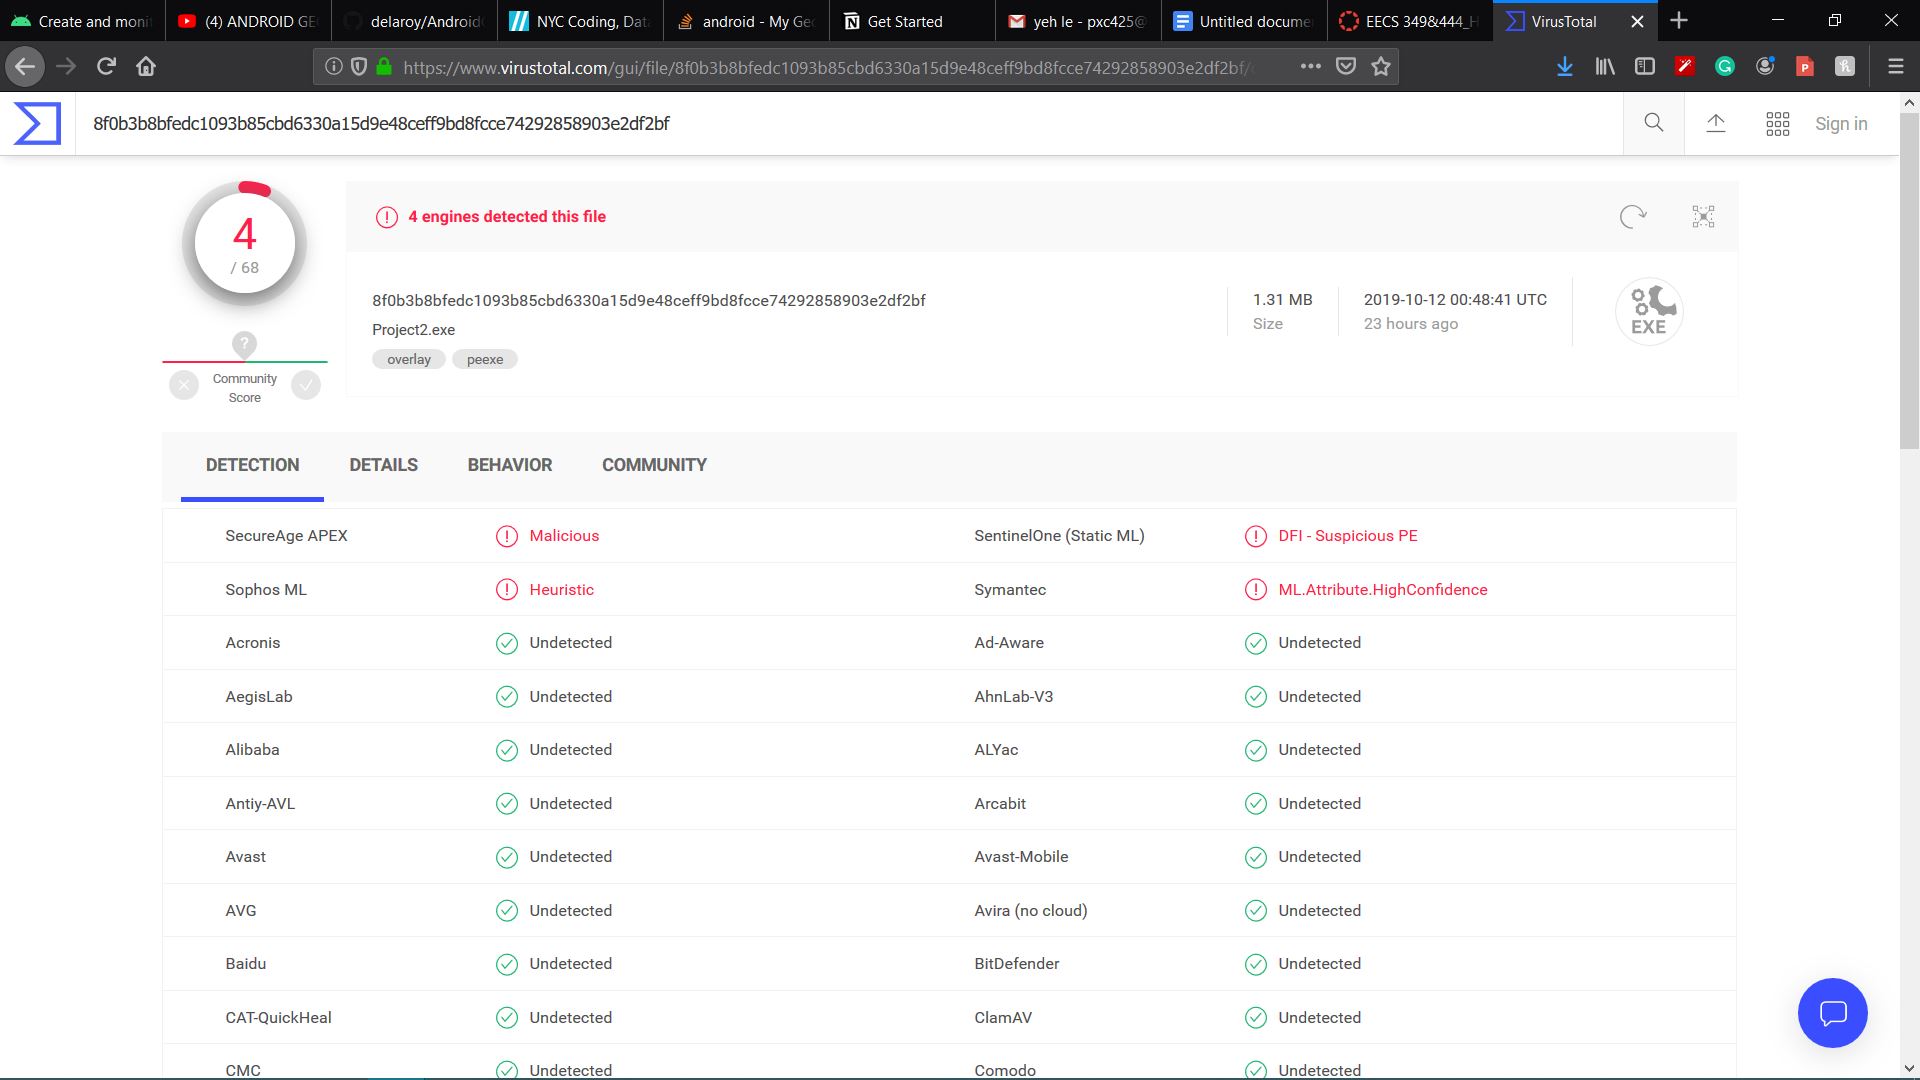 Create and moni
(4) ANDROID GE
delaroy/Android
NYC Coding, Dat
android - My Geo
Get Started
yeh le - pxc425@
Untitled docume
EECS 349&444_H
VirusTotal
https://www.virustotal.com/gui/file/8f0b3b8bfedc1093b85cbd6330a15d9e48ceff9bd8fcce74292858903e2df2bf/
8f0b3b8bfedc1093b85cbd6330a15d9e48ceff9bd8fcce74292858903e2df2bf
Sign in
4
/ 68
4 engines detected this file
8f0b3b8bfedc1093b85cbd6330a15d9e48ceff9bd8fcce74292858903e2df2bf
Project2.exe
overlay peexe
1.31 MB
Size
2019-10-12 00:48:41 UTC
23 hours ago
EXE
?
Community
Score
DETECTION DETAILS BEHAVIOR COMMUNITY
SecureAge APEX Malicious SentinelOne (Static ML) DFI - Suspicious PE
Sophos ML Heuristic Symantec ML.Attribute.HighConfidence
Acronis Undetected Ad-Aware Undetected
AegisLab Undetected AhnLab-V3 Undetected
Alibaba Undetected ALYac Undetected
Antiy-AVL Undetected Arcabit Undetected
Avast Undetected Avast-Mobile Undetected
AVG Undetected Avira (no cloud) Undetected
Baidu Undetected BitDefender Undetected
CAT-QuickHeal Undetected ClamAV Undetected
CMC Undetected Comodo Undetected